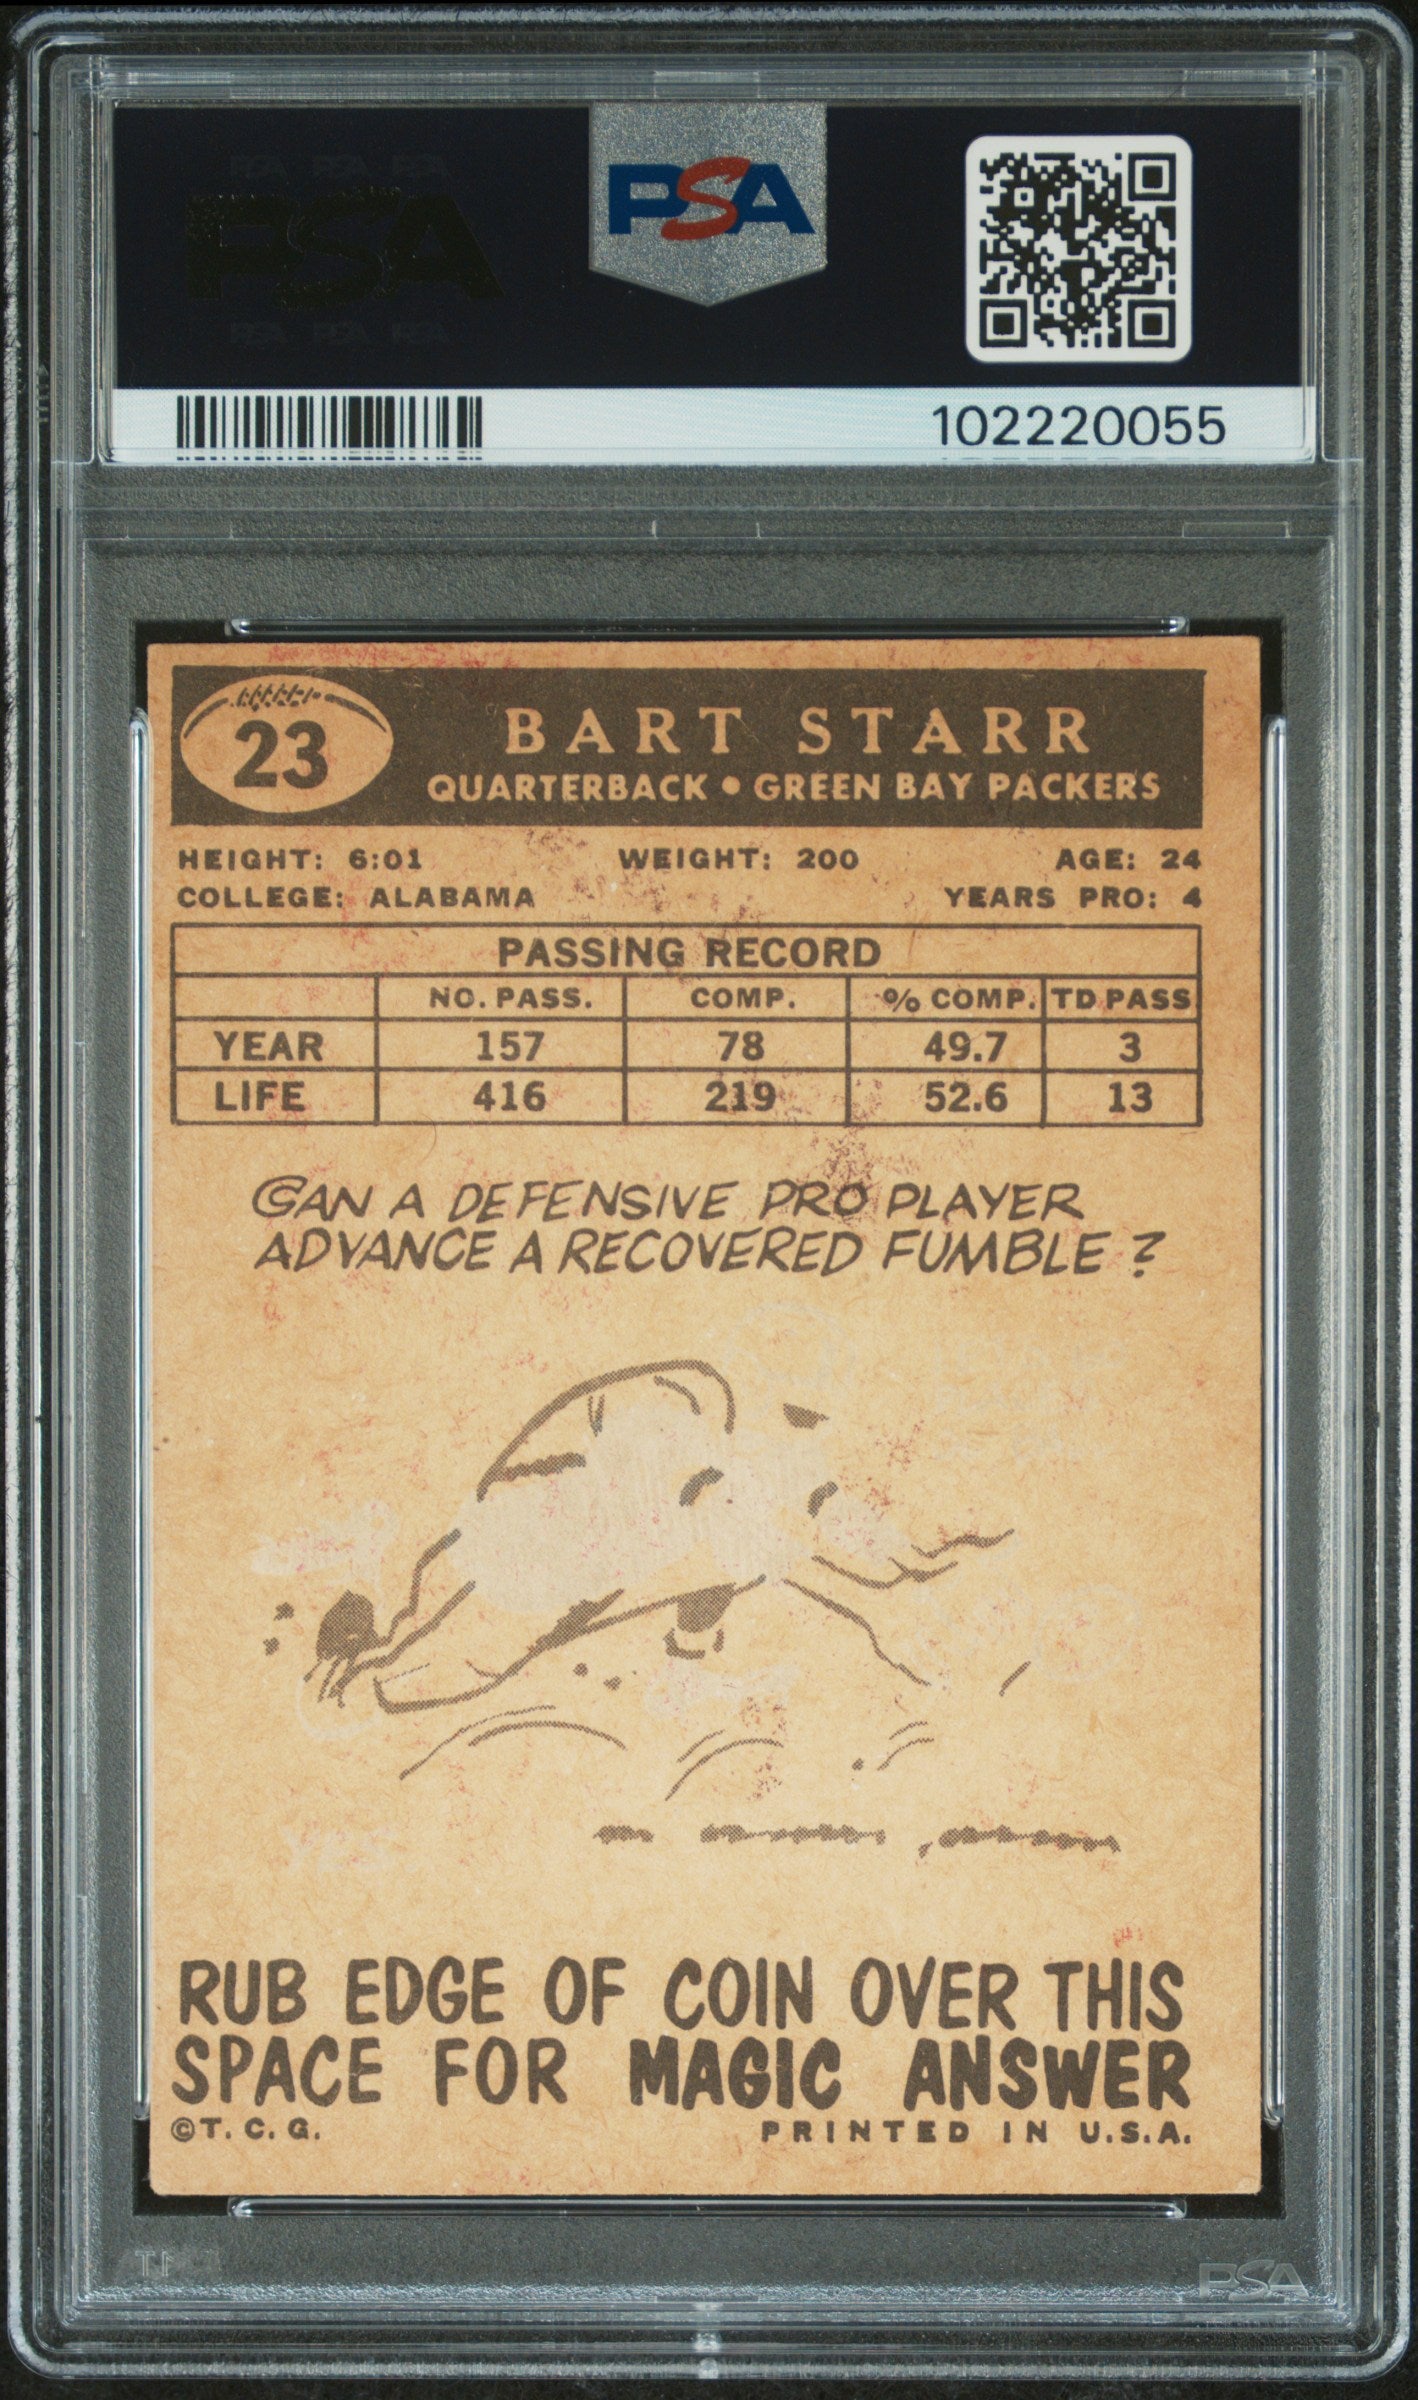 PSA
PSA
102220055
23
BART STARR
QUARTERBACK • GREEN BAY PACKERS
HEIGHT: 6:01 WEIGHT: 200 AGE: 24
COLLEGE: ALABAMA YEARS PRO: 4
PASSING RECORD
NO. PASS. COMP. % COMP. TD PASS
YEAR 157 78 49.7 3
LIFE 416 219 52.6 13
CAN A DEFENSIVE PRO PLAYER
ADVANCE A RECOVERED FUMBLE?
RUB EDGE OF COIN OVER THIS
SPACE FOR MAGIC ANSWER
©T. C. G. PRINTED IN U.S.A.
PSA